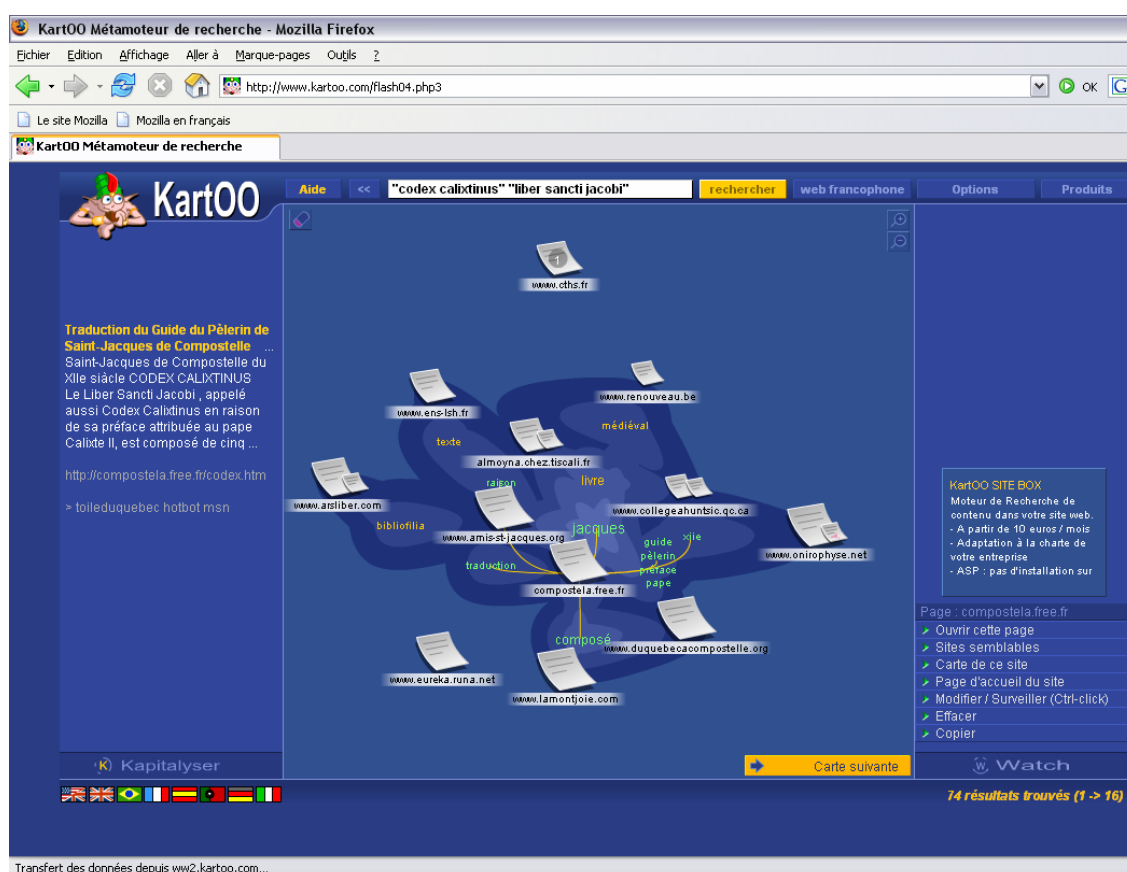 KartOO Métamoteur de recherche - Mozilla Firefox
Fichier Edition Affichage Aller à Marque-pages Outils ?
http://www.kartoo.com/flash04.php3 OK G
Le site Mozilla Mozilla en français
KartOO Métamoteur de recherche
KartOO
Aide << "codex calixtinus" "liber sancti jacobi" rechercher web francophone Options Produits
1
www.cths.fr
Traduction du Guide du Pèlerin de
Saint-Jacques de Compostelle ...
Saint-Jacques de Compostelle du
XIIe siàcle CODEX CALIXTINUS
Le Liber Sancti Jacobi , appelé
aussi Codex Calixtinus en raison
de sa préface attribuée au pape
Calixte II, est composé de cinq ...
http://compostela.free.fr/codex.htm
> toileduquebec hotbot msn
www.renouveau.be
www.ens-lsh.fr
médiéval
texte
almoyna.chez.tiscali.fr
raison
livre
www.arsliber.com
www.collegeahuntsic.qc.ca
bibliofilia
jacques
www.amis-st-jacques.org
guide
xiie
pèlerin
www.onirophyse.net
traduction
préface
pape
compostela.free.fr
composé
www.duquebecacompostelle.org
www.eureka.runa.net
www.lamontjoie.com
KartOO SITE BOX
Moteur de Recherche de
contenu dans votre site web.
- A partir de 10 euros / mois
- Adaptation à la charte de
votre entreprise
- ASP : pas d'installation sur
Page : compostela.free.fr
Ouvrir cette page
Sites semblables
Carte de ce site
Page d'accueil du site
Modifier / Surveiller (Ctrl-click)
Effacer
Copier
K Kapitalyser
Carte suivante
W Watch
74 résultats trouvés (1 -> 16)
Transfert des données depuis ww2.kartoo.com...